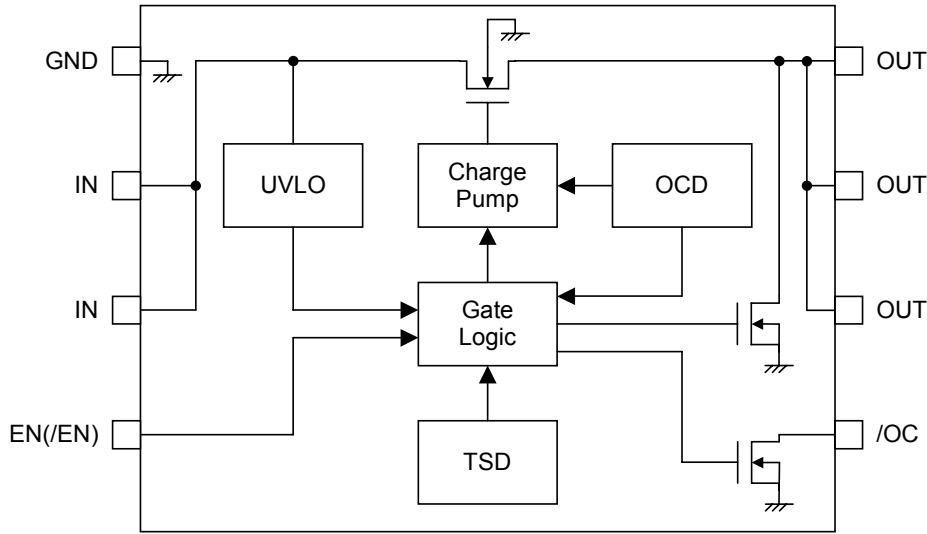 GND
OUT
IN
UVLO
Charge
Pump
OCD
OUT
IN
Gate
Logic
OUT
EN(/EN)
TSD
/OC